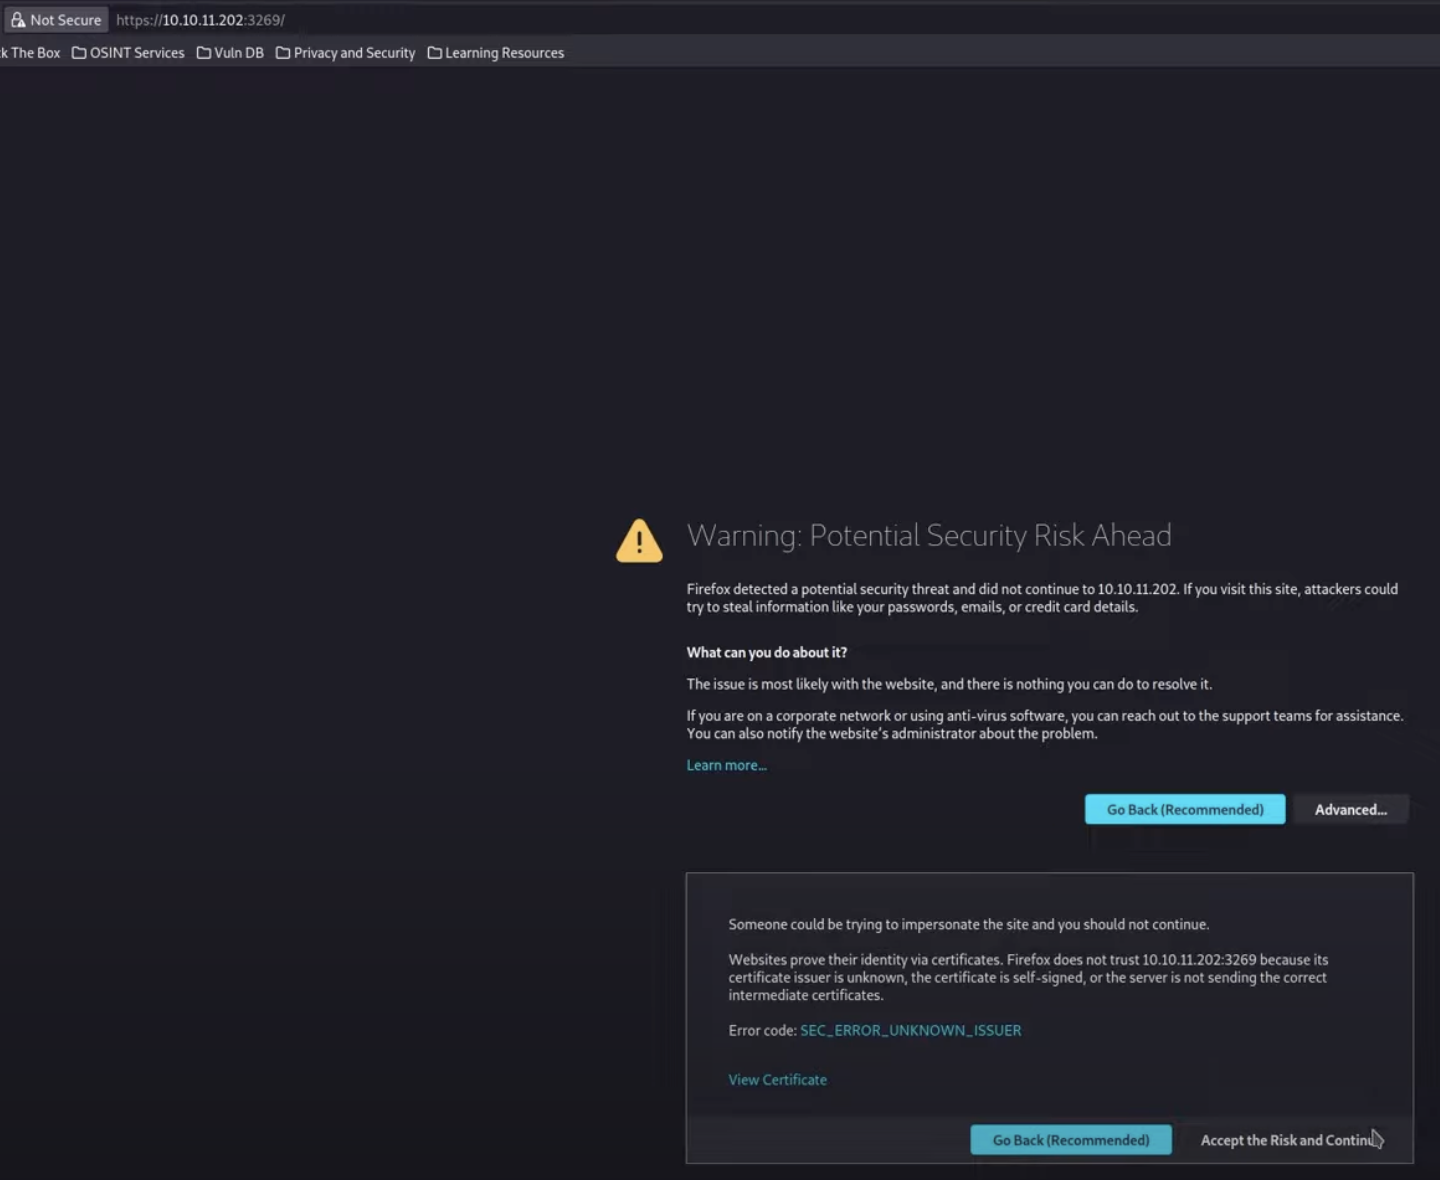 Not Secure https://10.10.11.202:3269/
k The Box OSINT Services Vuln DB Privacy and Security Learning Resources
Warning: Potential Security Risk Ahead
Firefox detected a potential security threat and did not continue to 10.10.11.202. If you visit this site, attackers could
try to steal information like your passwords, emails, or credit card details.
What can you do about it?
The issue is most likely with the website, and there is nothing you can do to resolve it.
If you are on a corporate network or using anti-virus software, you can reach out to the support teams for assistance.
You can also notify the website's administrator about the problem.
Learn more...
Go Back (Recommended) Advanced...
Someone could be trying to impersonate the site and you should not continue.
Websites prove their identity via certificates. Firefox does not trust 10.10.11.202:3269 because its
certificate issuer is unknown, the certificate is self-signed, or the server is not sending the correct
intermediate certificates.
Error code: SEC_ERROR_UNKNOWN_ISSUER
View Certificate
Go Back (Recommended) Accept the Risk and Continu